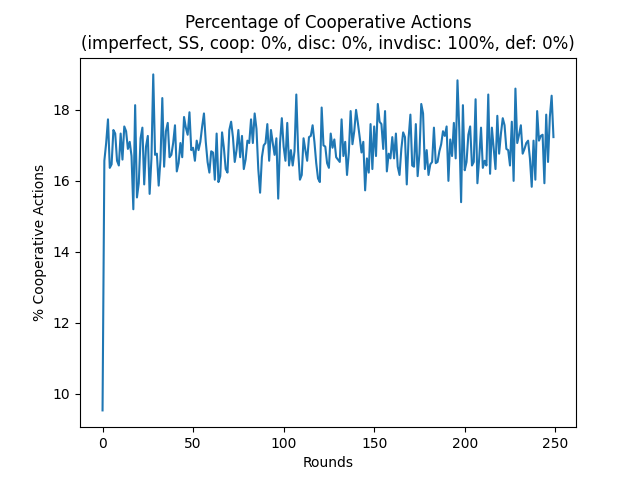 Percentage of Cooperative Actions
(imperfect, SS, coop: 0%, disc: 0%, invdisc: 100%, def: 0%)
18
16
14
12
10
% Cooperative Actions
0 50 100 150 200 250
Rounds